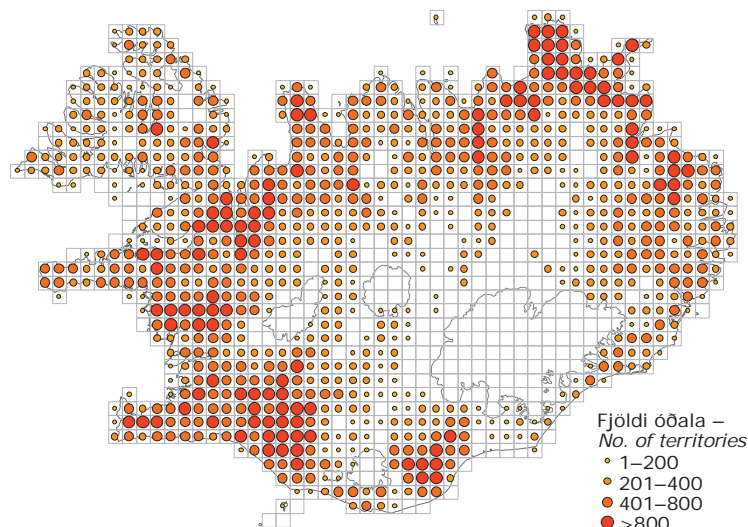 Fjöldi óðala –
No. of territories
1–200
201–400
401–800
>800